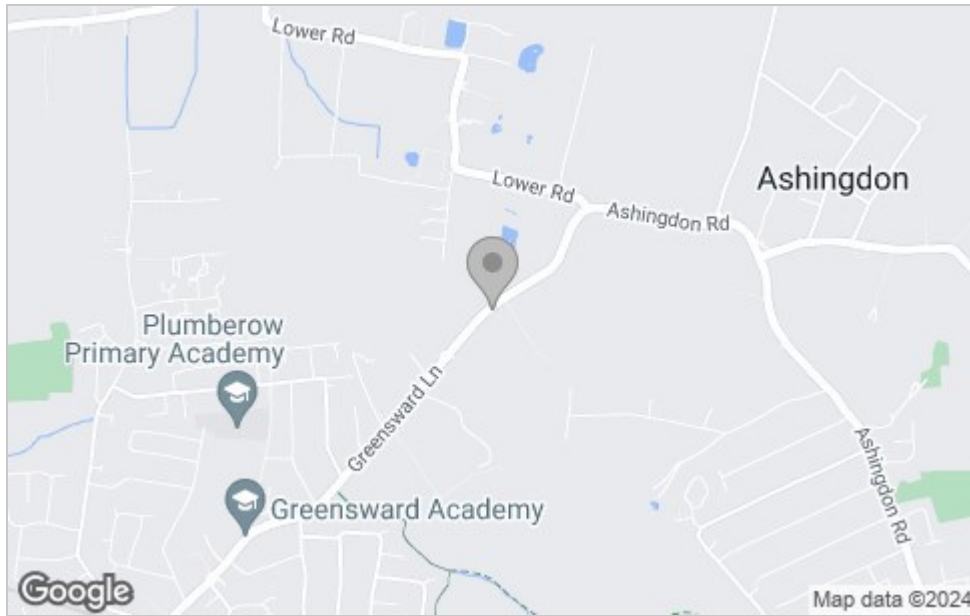 Lower Rd
Lower Rd
Ashingdon
Ashingdon Rd
Plumberow
Primary Academy
Greensward Ln
Ashingdon Rd
Greensward Academy
Google
Map data ©2024